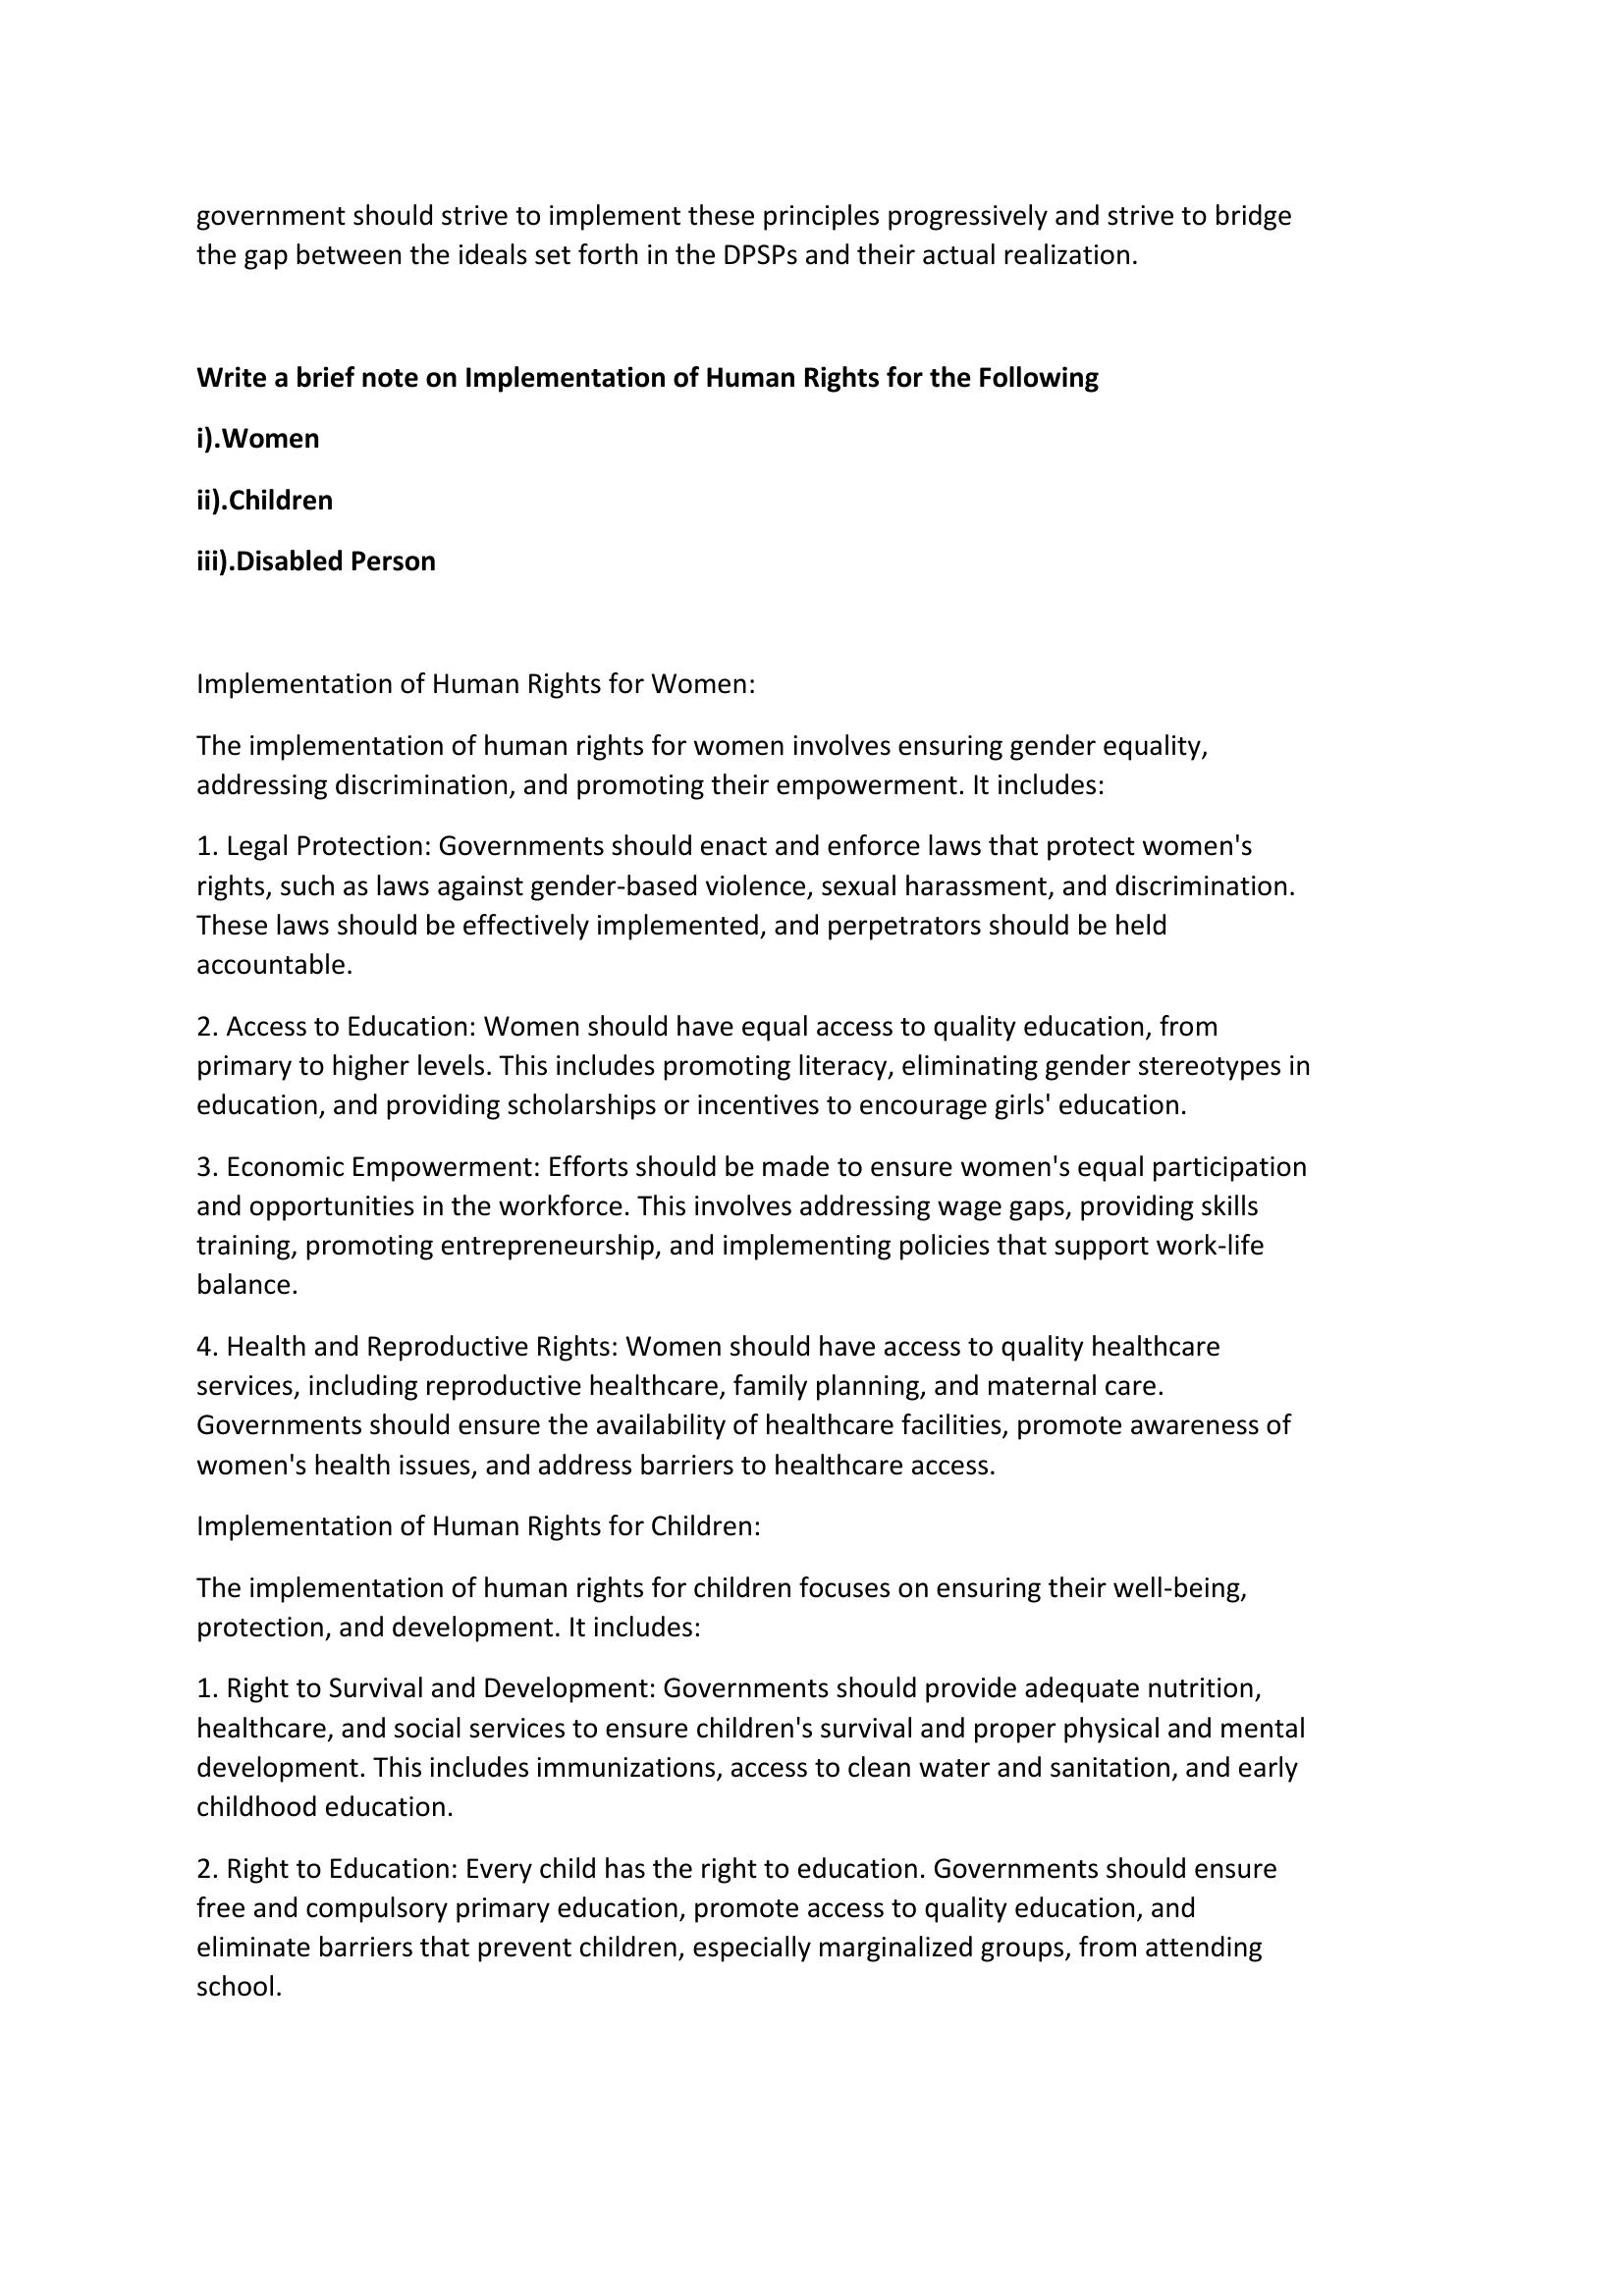 government should strive to implement these principles progressively and strive to bridge
the gap between the ideals set forth in the DPSPs and their actual realization.
Write a brief note on Implementation of Human Rights for the Following
i).Women
ii).Children
iii).Disabled Person
Implementation of Human Rights for Women:
The implementation of human rights for women involves ensuring gender equality,
addressing discrimination, and promoting their empowerment. It includes:
1. Legal Protection: Governments should enact and enforce laws that protect women's
rights, such as laws against gender-based violence, sexual harassment, and discrimination.
These laws should be effectively implemented, and perpetrators should be held
accountable.
2. Access to Education: Women should have equal access to quality education, from
primary to higher levels. This includes promoting literacy, eliminating gender stereotypes in
education, and providing scholarships or incentives to encourage girls' education.
3. Economic Empowerment: Efforts should be made to ensure women's equal participation
and opportunities in the workforce. This involves addressing wage gaps, providing skills
training, promoting entrepreneurship, and implementing policies that support work-life
balance.
4. Health and Reproductive Rights: Women should have access to quality healthcare
services, including reproductive healthcare, family planning, and maternal care.
Governments should ensure the availability of healthcare facilities, promote awareness of
women's health issues, and address barriers to healthcare access.
Implementation of Human Rights for Children:
The implementation of human rights for children focuses on ensuring their well-being,
protection, and development. It includes:
1. Right to Survival and Development: Governments should provide adequate nutrition,
healthcare, and social services to ensure children's survival and proper physical and mental
development. This includes immunizations, access to clean water and sanitation, and early
childhood education.
2. Right to Education: Every child has the right to education. Governments should ensure
free and compulsory primary education, promote access to quality education, and
eliminate barriers that prevent children, especially marginalized groups, from attending
school.